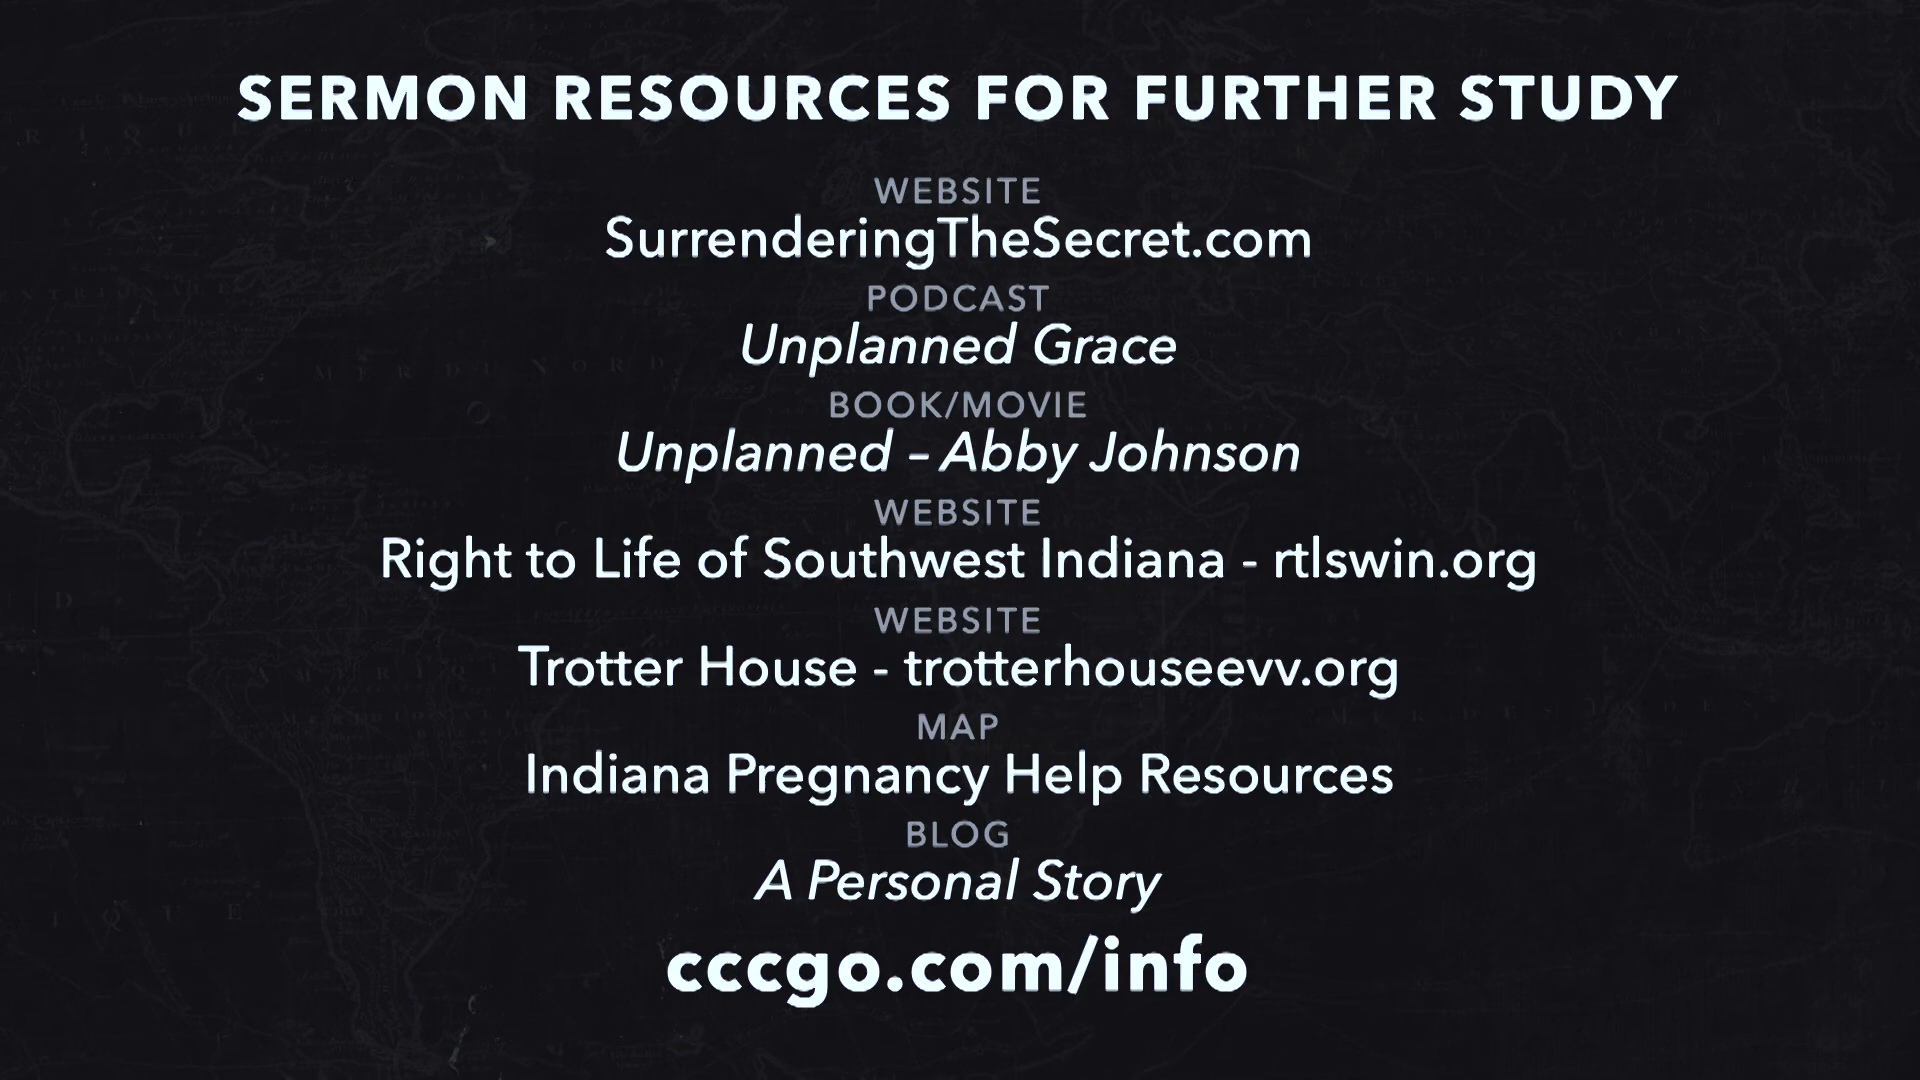 SERMON RESOURCES FOR FURTHER STUDY
WEBSITE
SurrenderingTheSecret.com
PODCAST
Unplanned Grace
BOOK/MOVIE
Unplanned – Abby Johnson
WEBSITE
Right to Life of Southwest Indiana - rtlswin.org
WEBSITE
Trotter House - trotterhouseevv.org
MAP
Indiana Pregnancy Help Resources
BLOG
A Personal Story
cccgo.com/info